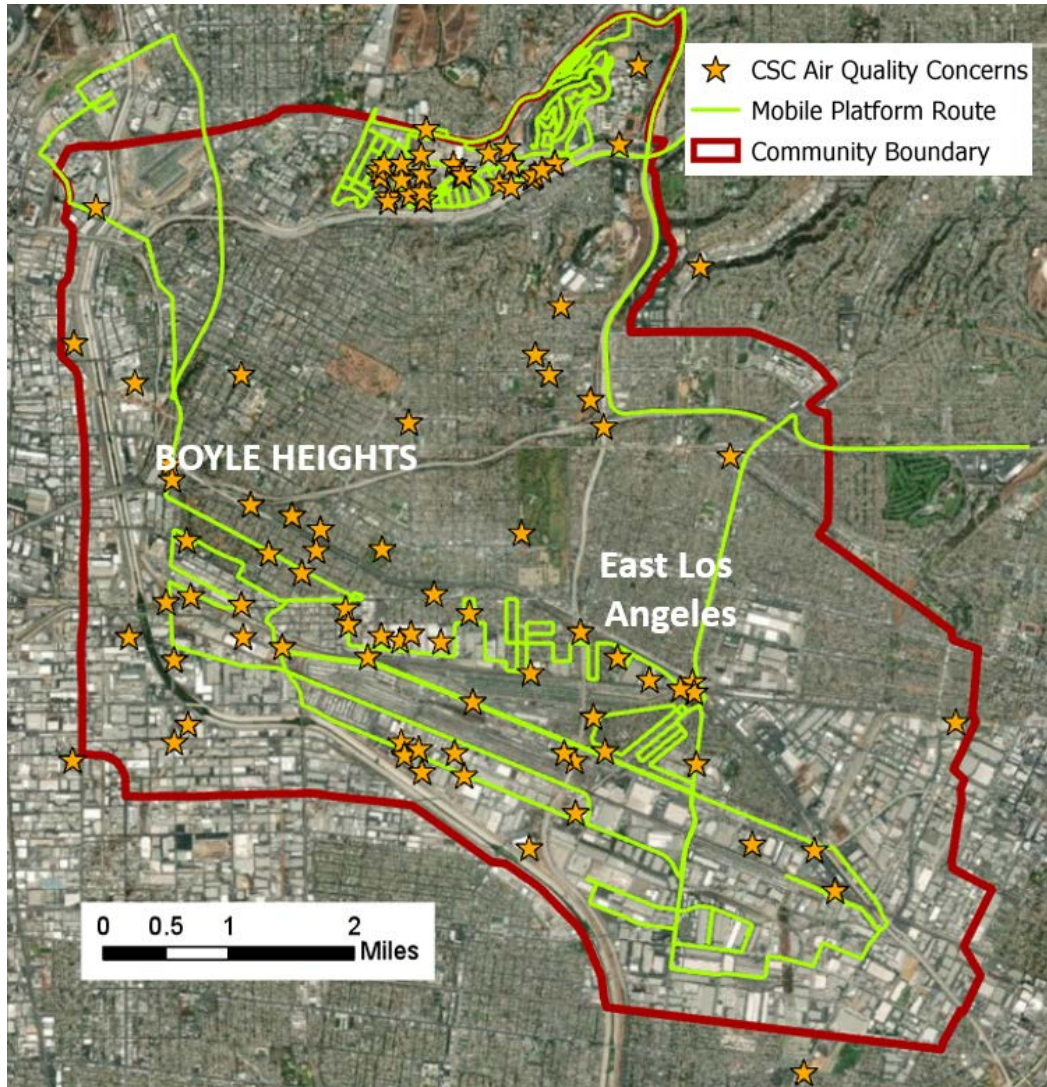 CSC Air Quality Concerns
Mobile Platform Route
Community Boundary
BOYLE HEIGHTS
East Los
Angeles
0 0.5 1 2
Miles